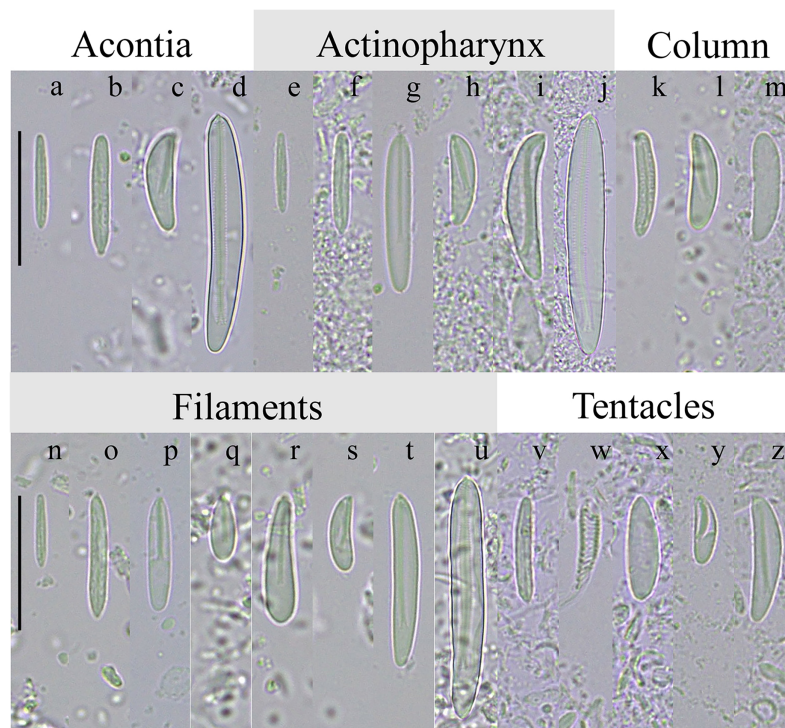 Acontia Actinopharynx Column
a b c d e f g h i j k l m
Filaments Tentacles
n o p q r s t u v w x y z